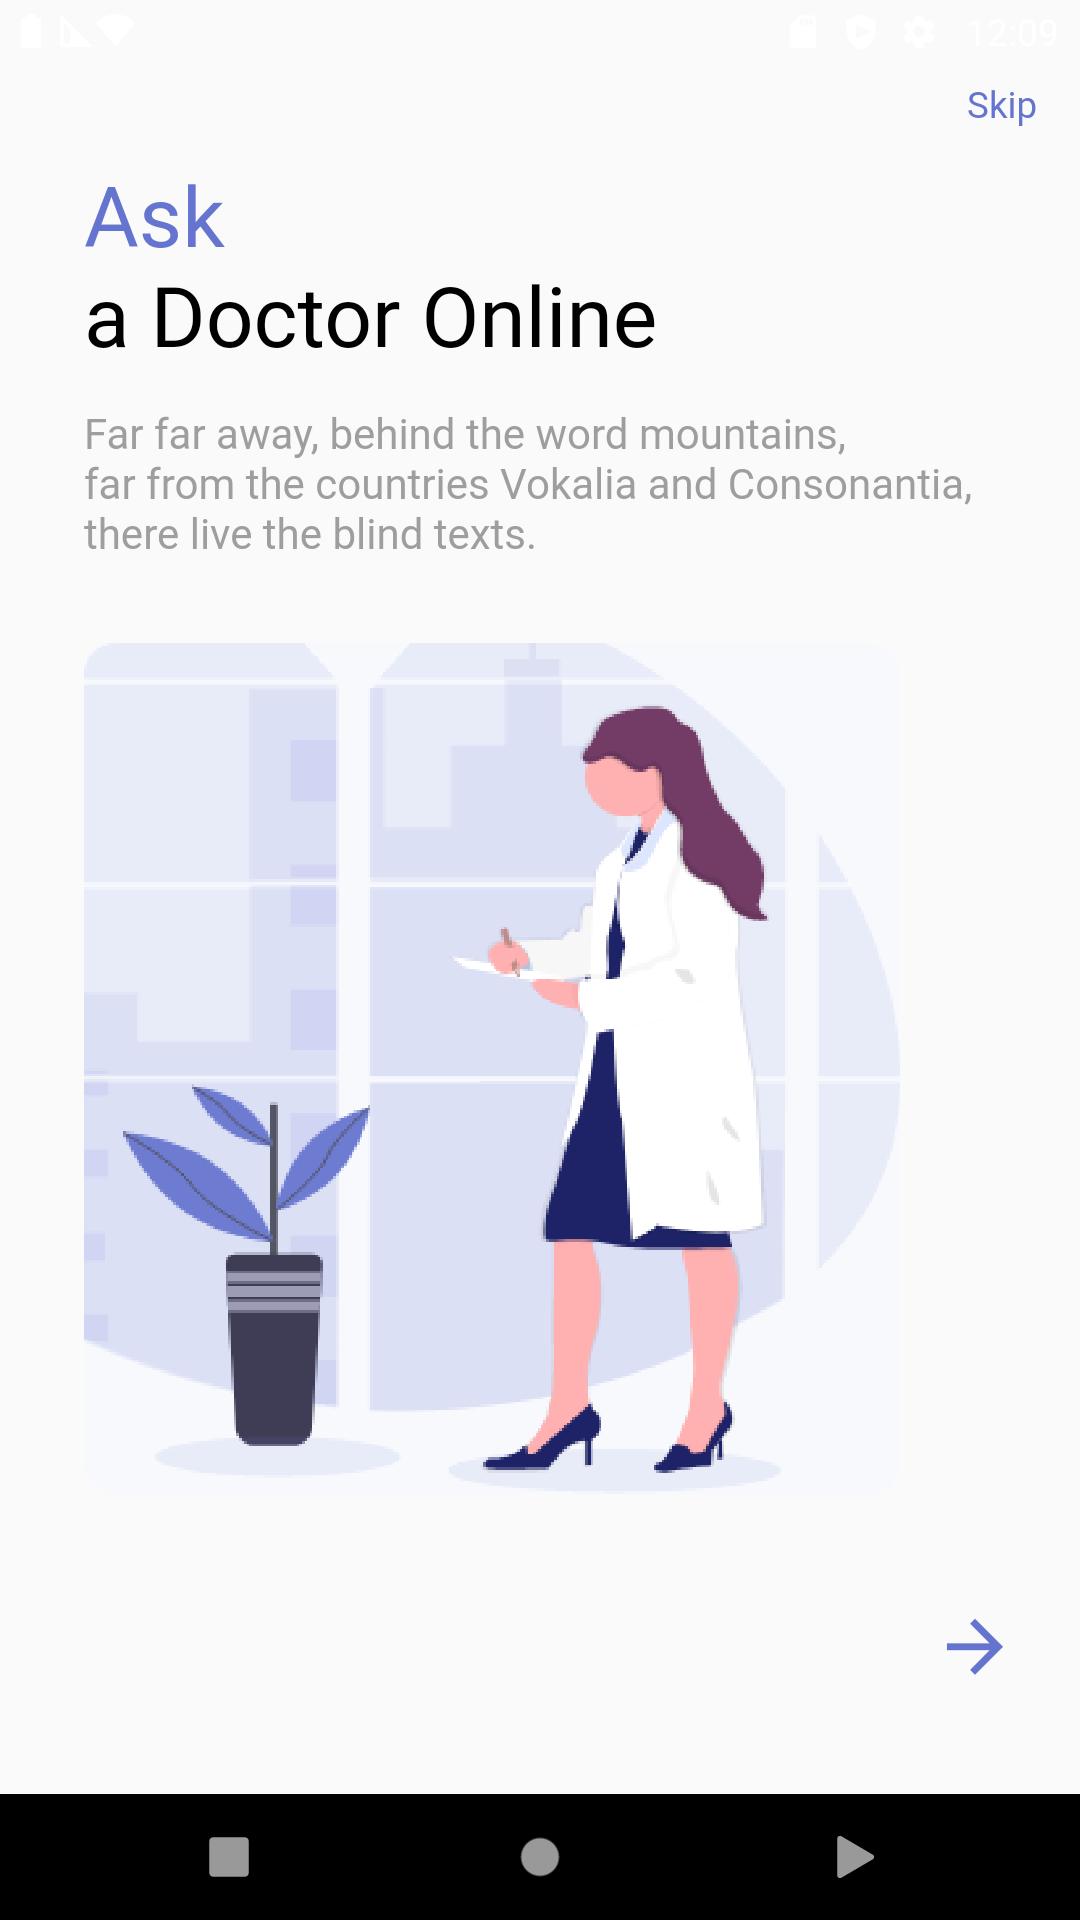 12:09
Skip
Ask
a Doctor Online
Far far away, behind the word mountains,
far from the countries Vokalia and Consonantia,
there live the blind texts.